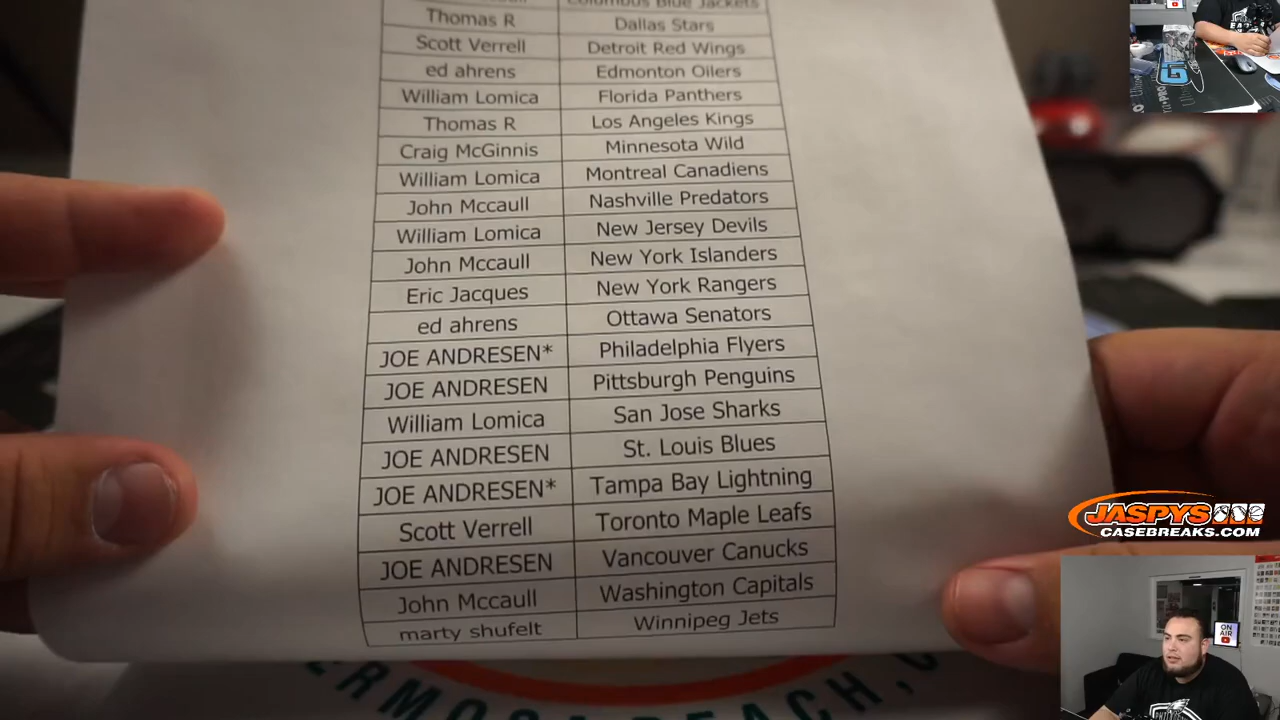 Columbus Blue Jackets
Thomas R Dallas Stars
Scott Verrell Detroit Red Wings
ed ahrens Edmonton Oilers
William Lomica Florida Panthers
Thomas R Los Angeles Kings
Craig McGinnis Minnesota Wild
William Lomica Montreal Canadiens
John Mccaull Nashville Predators
William Lomica New Jersey Devils
John Mccaull New York Islanders
Eric Jacques New York Rangers
ed ahrens Ottawa Senators
JOE ANDRESEN* Philadelphia Flyers
JOE ANDRESEN Pittsburgh Penguins
William Lomica San Jose Sharks
JOE ANDRESEN St. Louis Blues
JOE ANDRESEN* Tampa Bay Lightning
Scott Verrell Toronto Maple Leafs
JOE ANDRESEN Vancouver Canucks
John Mccaull Washington Capitals
marty shufelt Winnipeg Jets
JASPYS
CASEBREAKS.COM
ON
AIR